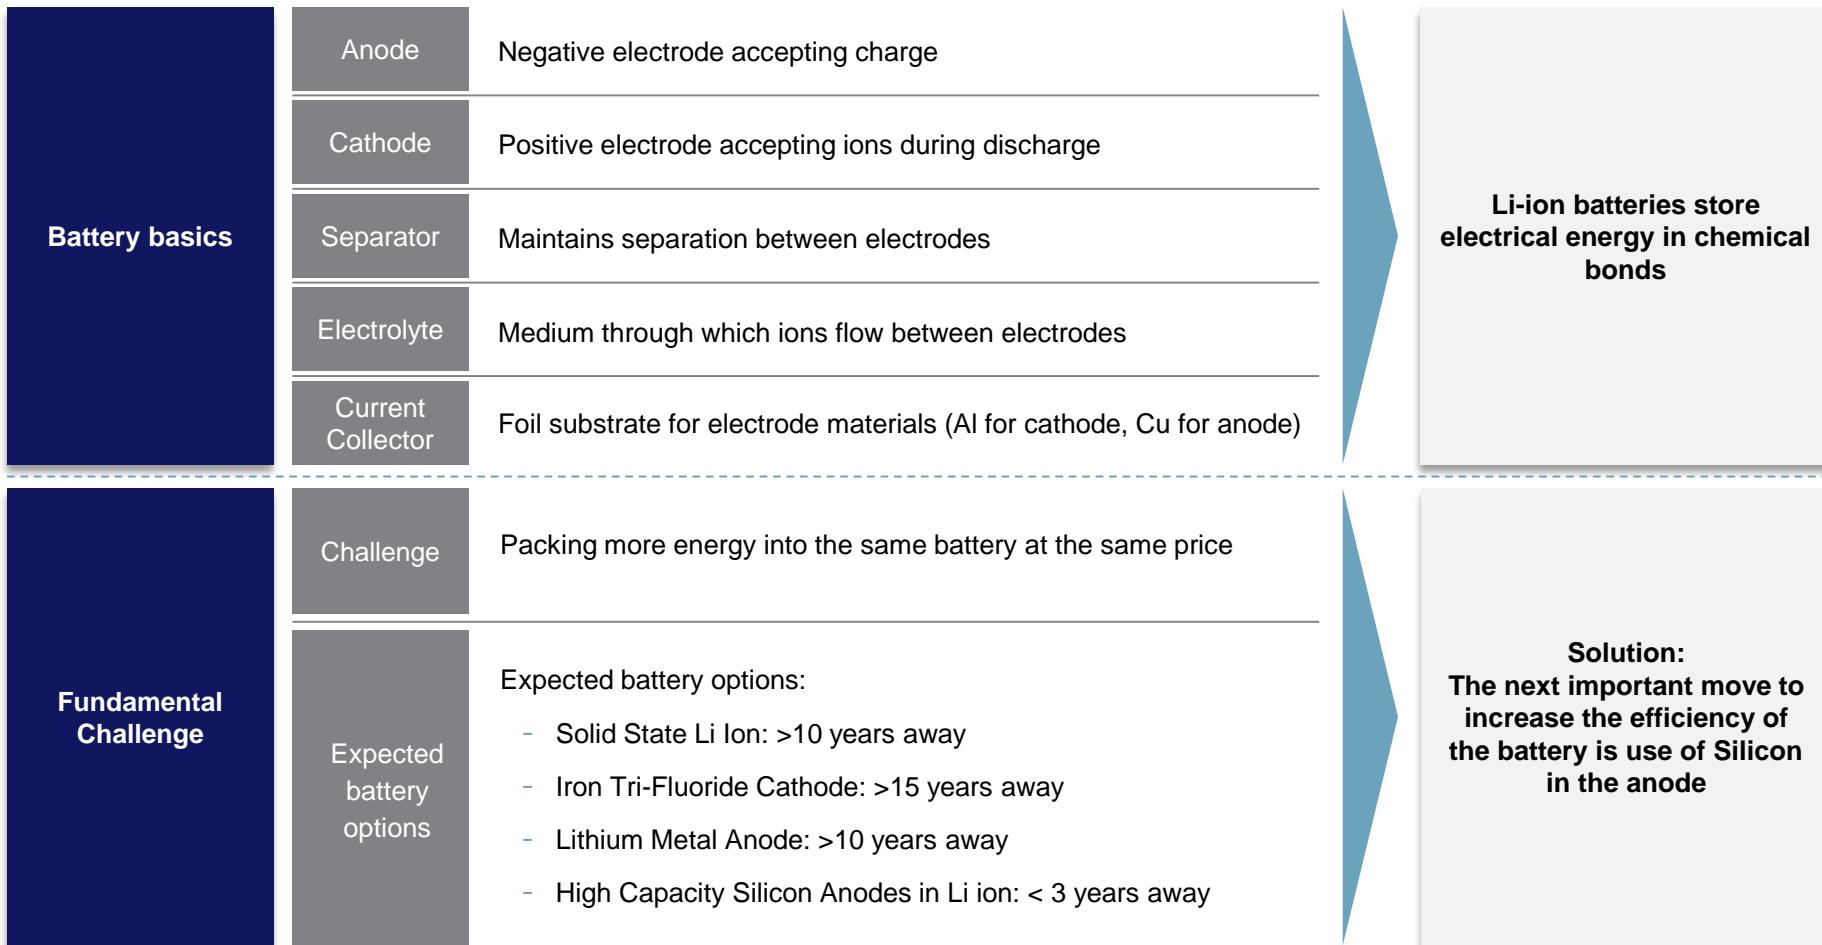 Battery basics
Anode
Negative electrode accepting charge
Cathode
Positive electrode accepting ions during discharge
Separator
Maintains separation between electrodes
Electrolyte
Medium through which ions flow between electrodes
Current
Collector
Foil substrate for electrode materials (Al for cathode, Cu for anode)
Li-ion batteries store
electrical energy in chemical
bonds
Fundamental
Challenge
Challenge
Packing more energy into the same battery at the same price
Expected
battery
options
Expected battery options:
- Solid State Li Ion: >10 years away
- Iron Tri-Fluoride Cathode: >15 years away
- Lithium Metal Anode: >10 years away
- High Capacity Silicon Anodes in Li ion: < 3 years away
Solution:
The next important move to
increase the efficiency of
the battery is use of Silicon
in the anode